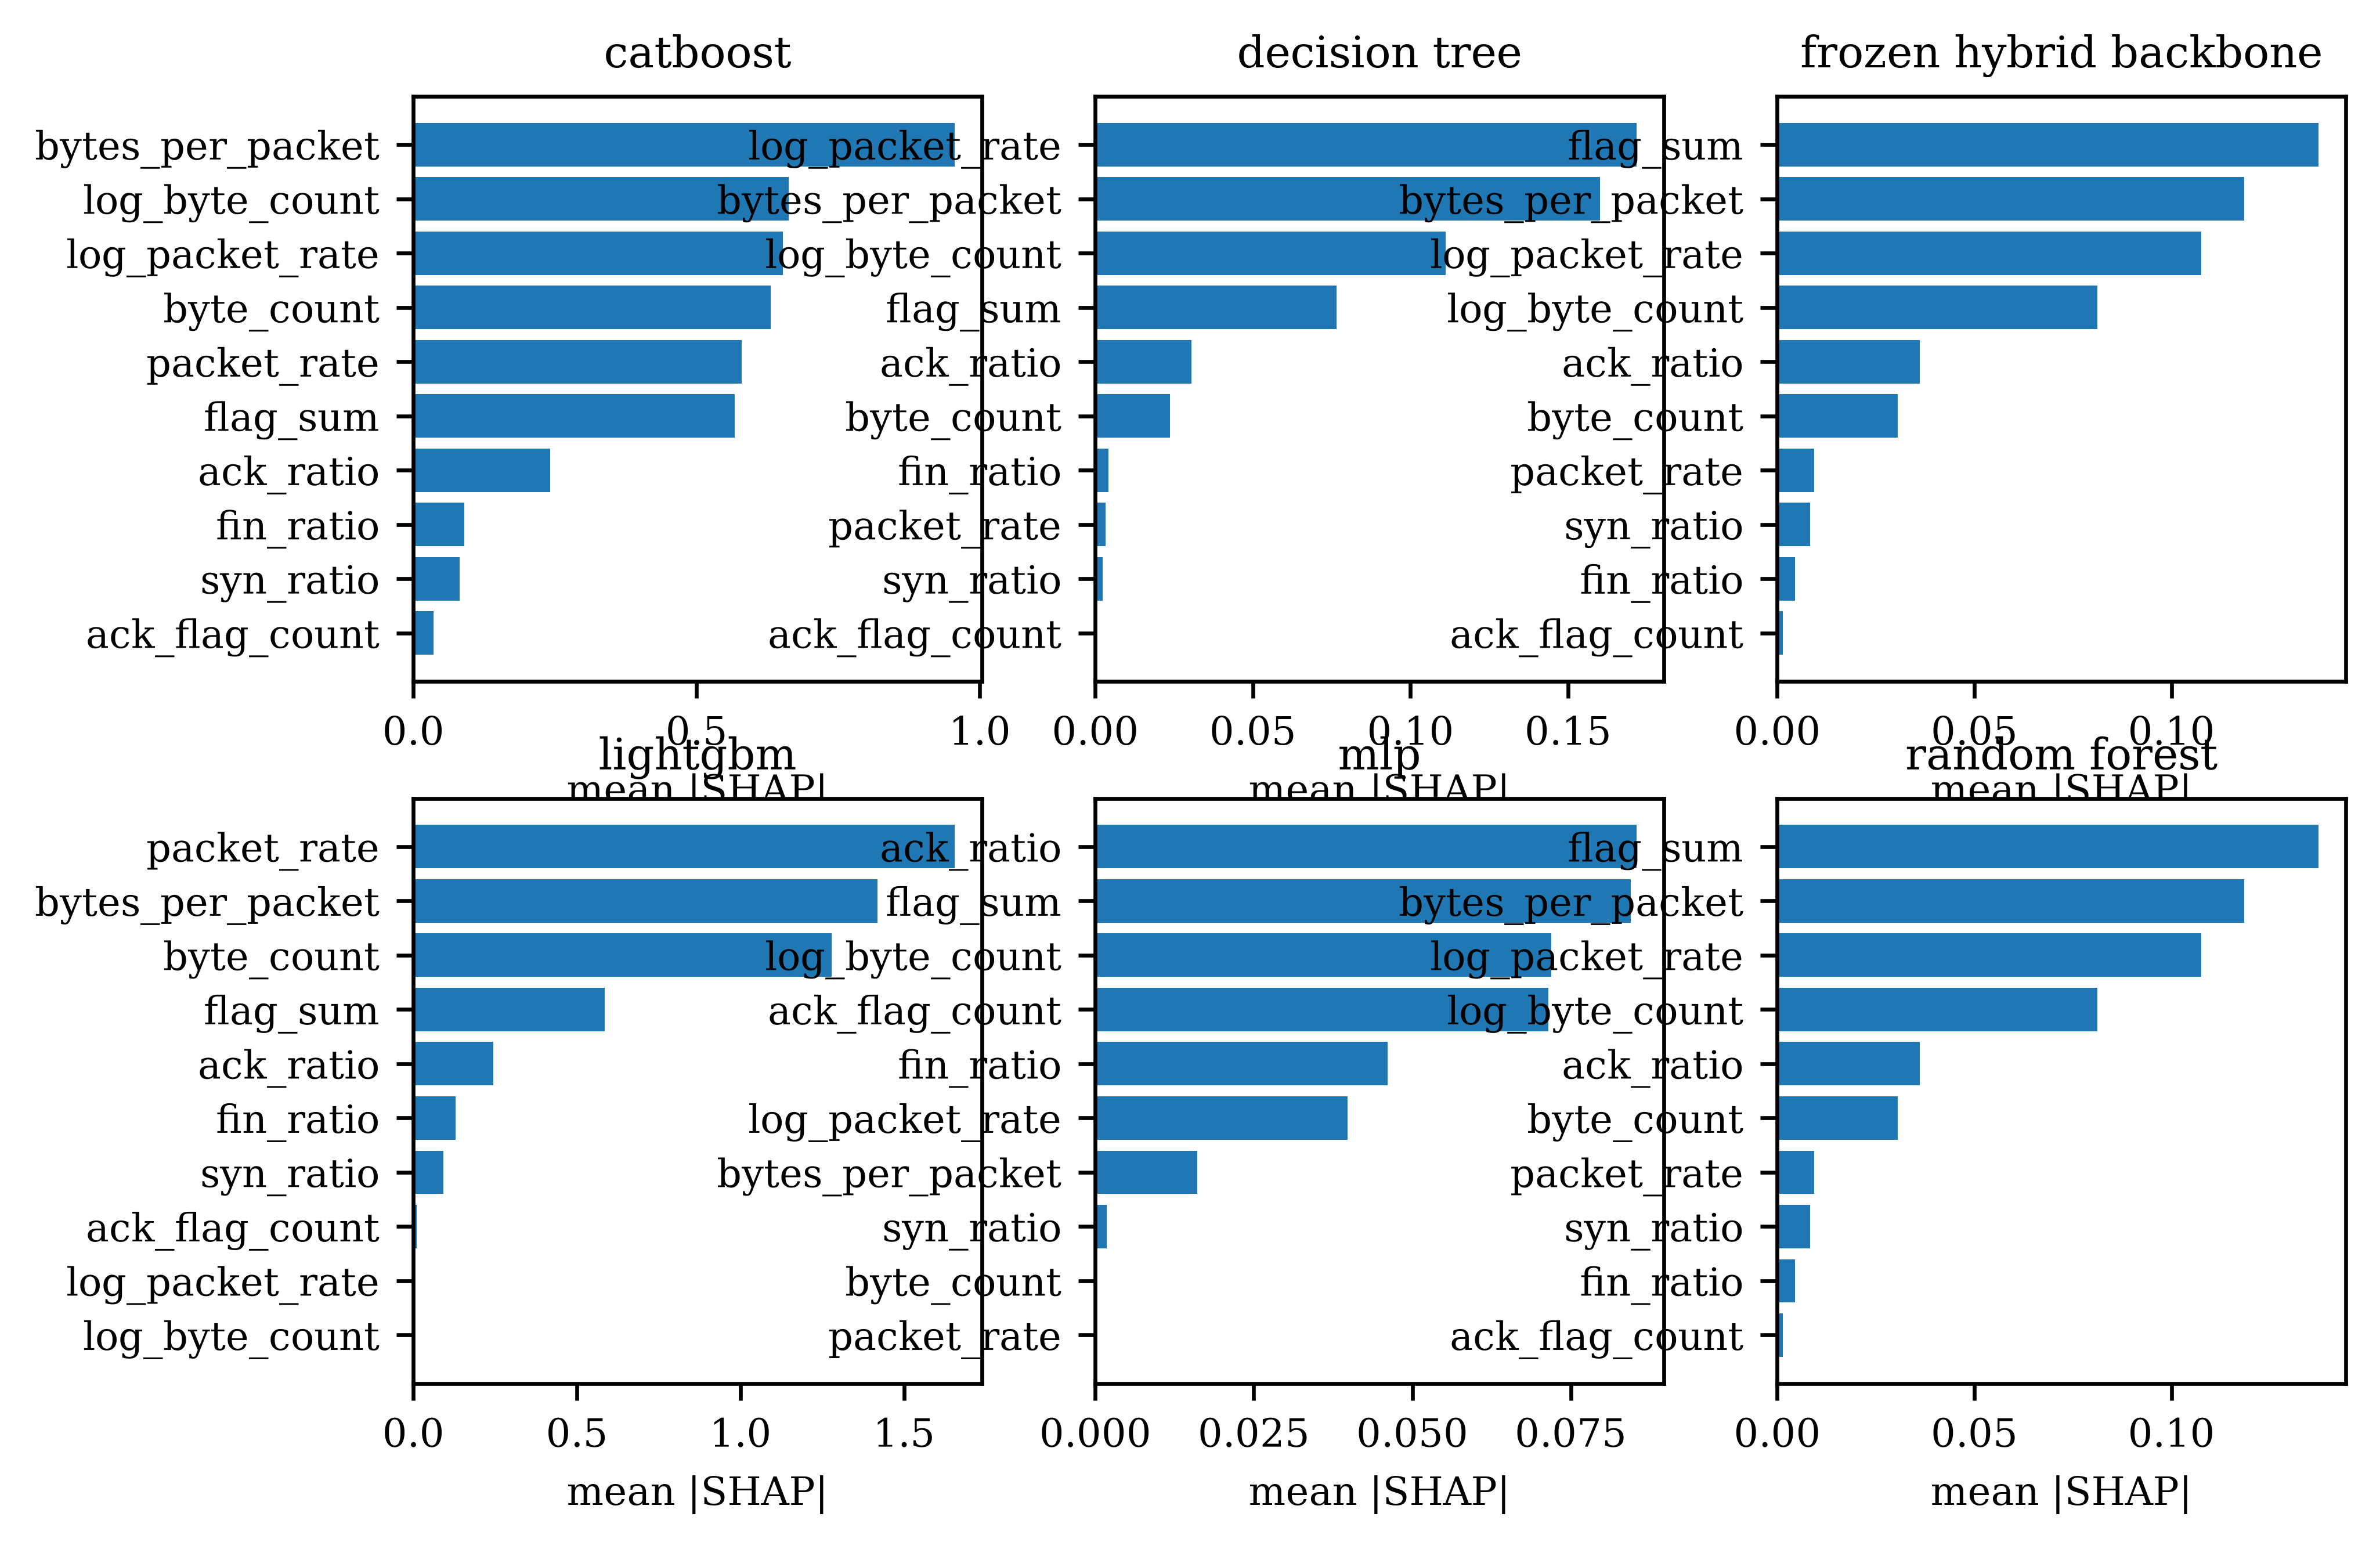 catboost
bytes_per_packet
log_byte_count
log_packet_rate
byte_count
packet_rate
flag_sum
ack_ratio
fin_ratio
syn_ratio
ack_flag_count
0.0 0.5 1.0
mean |SHAP|
decision tree
log_packet_rate
bytes_per_packet
log_byte_count
flag_sum
ack_ratio
byte_count
fin_ratio
packet_rate
syn_ratio
ack_flag_count
0.00 0.05 0.10 0.15
mean |SHAP|
frozen hybrid backbone
flag_sum
bytes_per_packet
log_packet_rate
log_byte_count
ack_ratio
byte_count
packet_rate
syn_ratio
fin_ratio
ack_flag_count
0.00 0.05 0.10
mean |SHAP|
lightgbm
packet_rate
bytes_per_packet
byte_count
flag_sum
ack_ratio
fin_ratio
syn_ratio
ack_flag_count
log_packet_rate
log_byte_count
0.0 0.5 1.0 1.5
mean |SHAP|
mlp
ack_ratio
flag_sum
log_byte_count
ack_flag_count
fin_ratio
log_packet_rate
bytes_per_packet
syn_ratio
byte_count
packet_rate
0.000 0.025 0.050 0.075
mean |SHAP|
random forest
flag_sum
bytes_per_packet
log_packet_rate
log_byte_count
ack_ratio
byte_count
packet_rate
syn_ratio
fin_ratio
ack_flag_count
0.00 0.05 0.10
mean |SHAP|